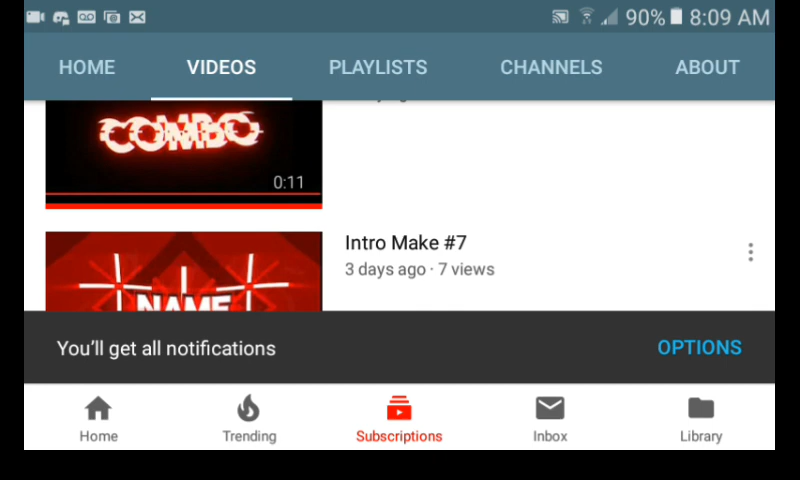 90% 8:09 AM
HOME VIDEOS PLAYLISTS CHANNELS ABOUT
COMBO
0:11
Intro Make #7
3 days ago · 7 views
NAME
You'll get all notifications OPTIONS
Home Trending Subscriptions Inbox Library